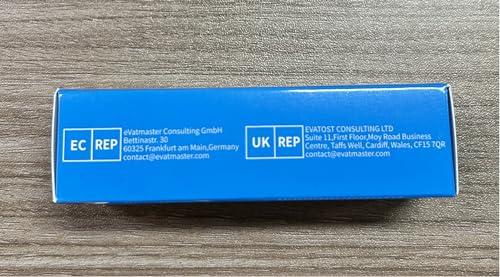 EC REP
eVatmaster Consulting GmbH
Bettinastr. 30
60325 Frankfurt am Main,Germany
contact@evatmaster.com
UK REP
EVATOST CONSULTING LTD
Suite 11,First Floor,Moy Road Business
Centre, Taffs Well, Cardiff, Wales, CF15 7QR
contact@evatmaster.com